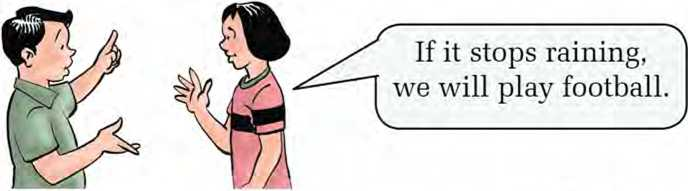 If it stops raining,
we will play football.